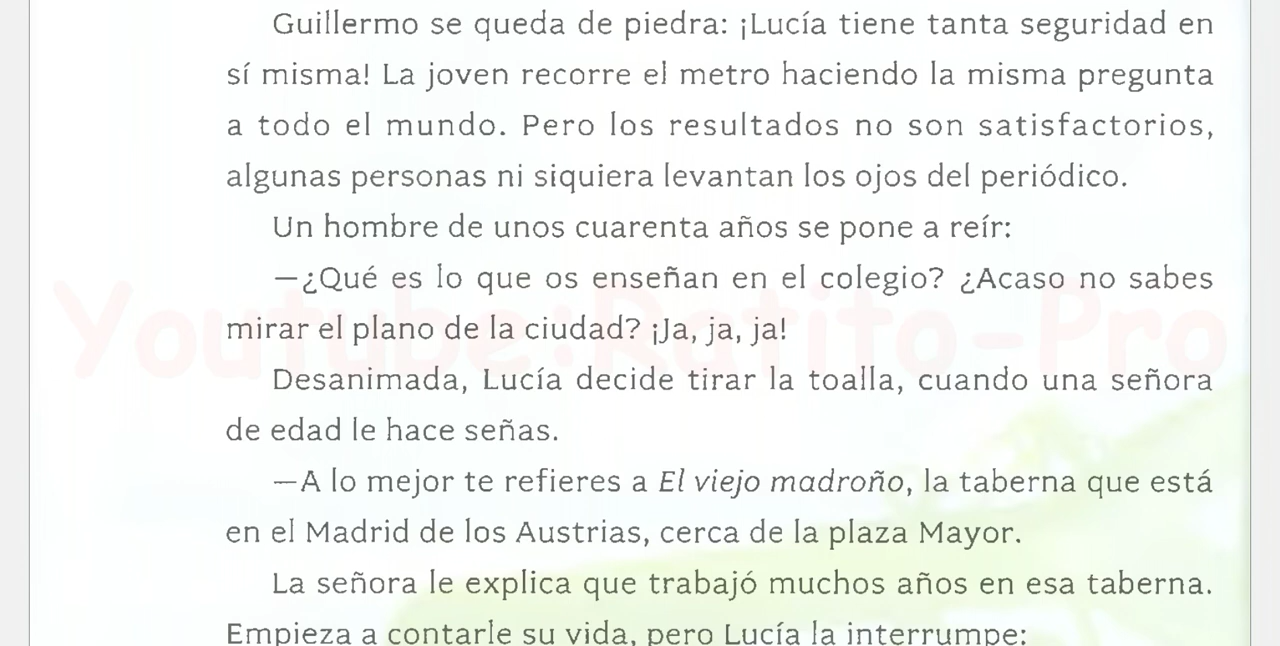 Guillermo se queda de piedra: ¡Lucía tiene tanta seguridad en
sí misma! La joven recorre el metro haciendo la misma pregunta
a todo el mundo. Pero los resultados no son satisfactorios,
algunas personas ni siquiera levantan los ojos del periódico.
Un hombre de unos cuarenta años se pone a reír:
—¿Qué es lo que os enseñan en el colegio? ¿Acaso no sabes
mirar el plano de la ciudad? ¡Ja, ja, ja!
Youtube:Ratito-Pro
Desanimada, Lucía decide tirar la toalla, cuando una señora
de edad le hace señas.
—A lo mejor te refieres a El viejo madroño, la taberna que está
en el Madrid de los Austrias, cerca de la plaza Mayor.
La señora le explica que trabajó muchos años en esa taberna.
Empieza a contarle su vida, pero Lucía la interrumpe: